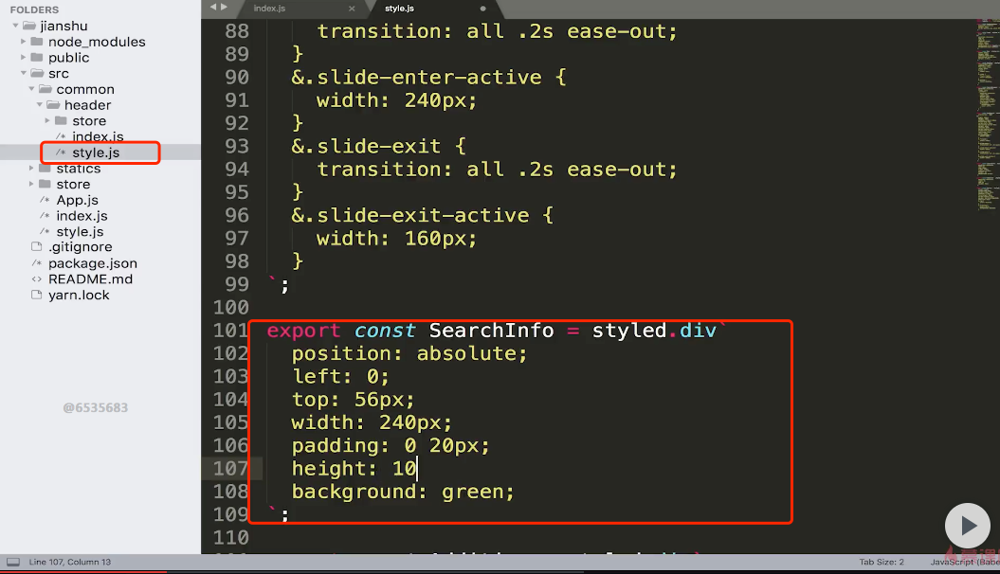 FOLDERS
jianshu
node_modules
public
src
common
header
store
index.js
style.js
statics
store
App.js
index.js
style.js
.gitignore
package.json
README.md
yarn.lock
@6535683
index.js
style.js
88 transition: all .2s ease-out;
89 }
90 &.slide-enter-active {
91 width: 240px;
92 }
93 &.slide-exit {
94 transition: all .2s ease-out;
95 }
96 &.slide-exit-active {
97 width: 160px;
98 }
99 `;
100
101 export const SearchInfo = styled.div`
102 position: absolute;
103 left: 0;
104 top: 56px;
105 width: 240px;
106 padding: 0 20px;
107 height: 10
108 background: green;
109 `;
110
Line 107, Column 13
Tab Size: 2
JavaScript (Babe